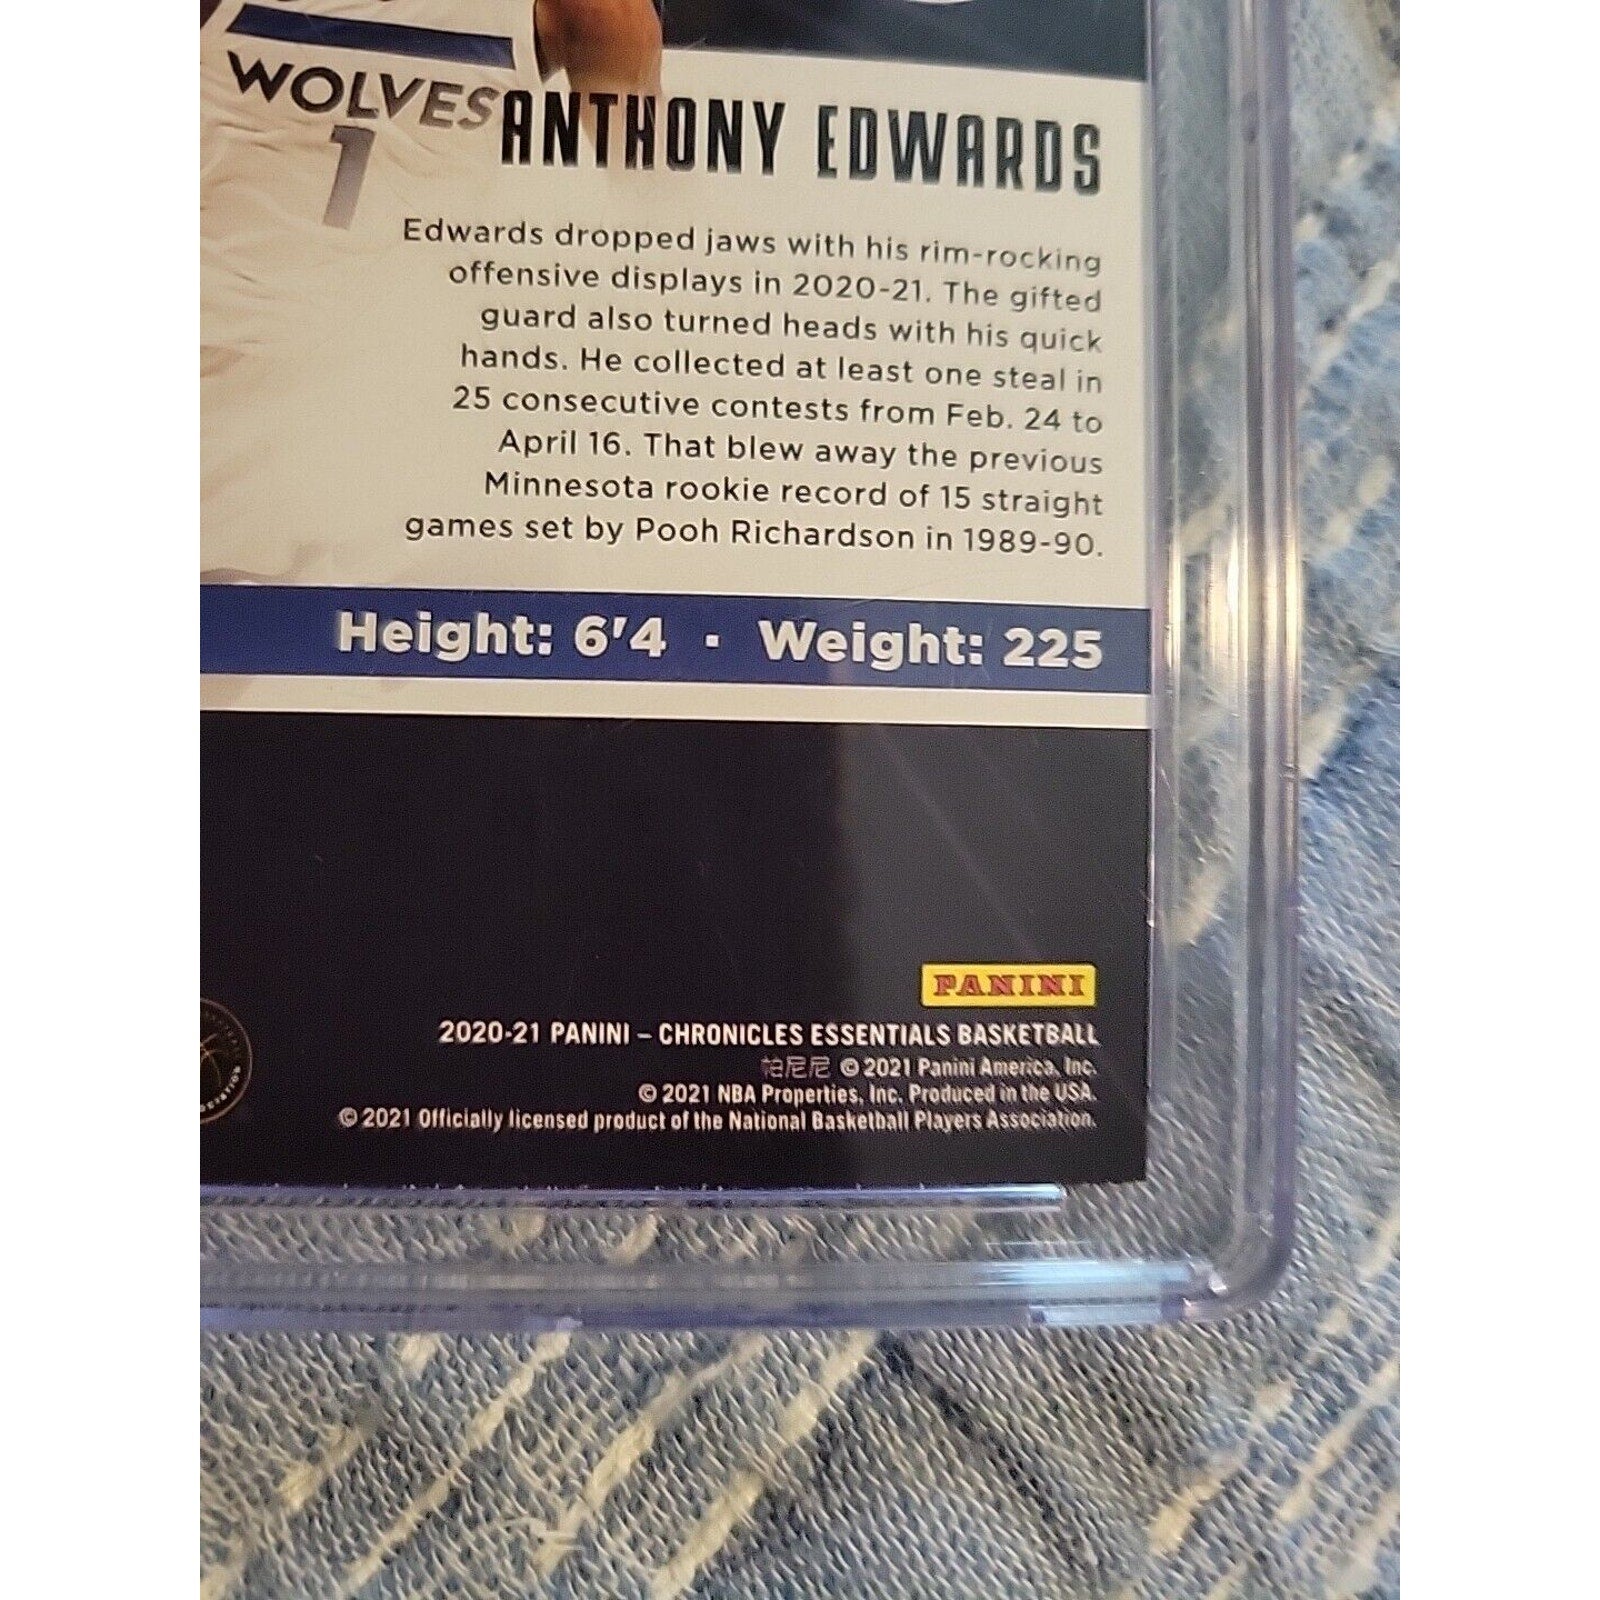 WOLVES
1
ANTHONY EDWARDS
Edwards dropped jaws with his rim-rocking
offensive displays in 2020-21. The gifted
guard also turned heads with his quick
hands. He collected at least one steal in
25 consecutive contests from Feb. 24 to
April 16. That blew away the previous
Minnesota rookie record of 15 straight
games set by Pooh Richardson in 1989-90.
Height: 6'4 · Weight: 225
PANINI
2020-21 PANINI – CHRONICLES ESSENTIALS BASKETBALL
帕尼尼 © 2021 Panini America, Inc.
© 2021 NBA Properties, Inc. Produced in the USA.
© 2021 Officially licensed product of the National Basketball Players Association.